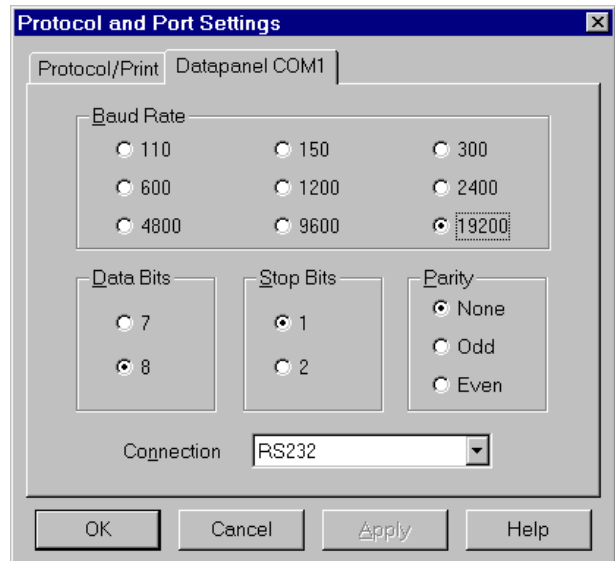 Protocol and Port Settings
Protocol/Print Datapanel COM1
Baud Rate
110 150 300
600 1200 2400
4800 9600 19200
Data Bits Stop Bits Parity
7 1 None
8 2 Odd
Even
Connection RS232
OK Cancel Apply Help